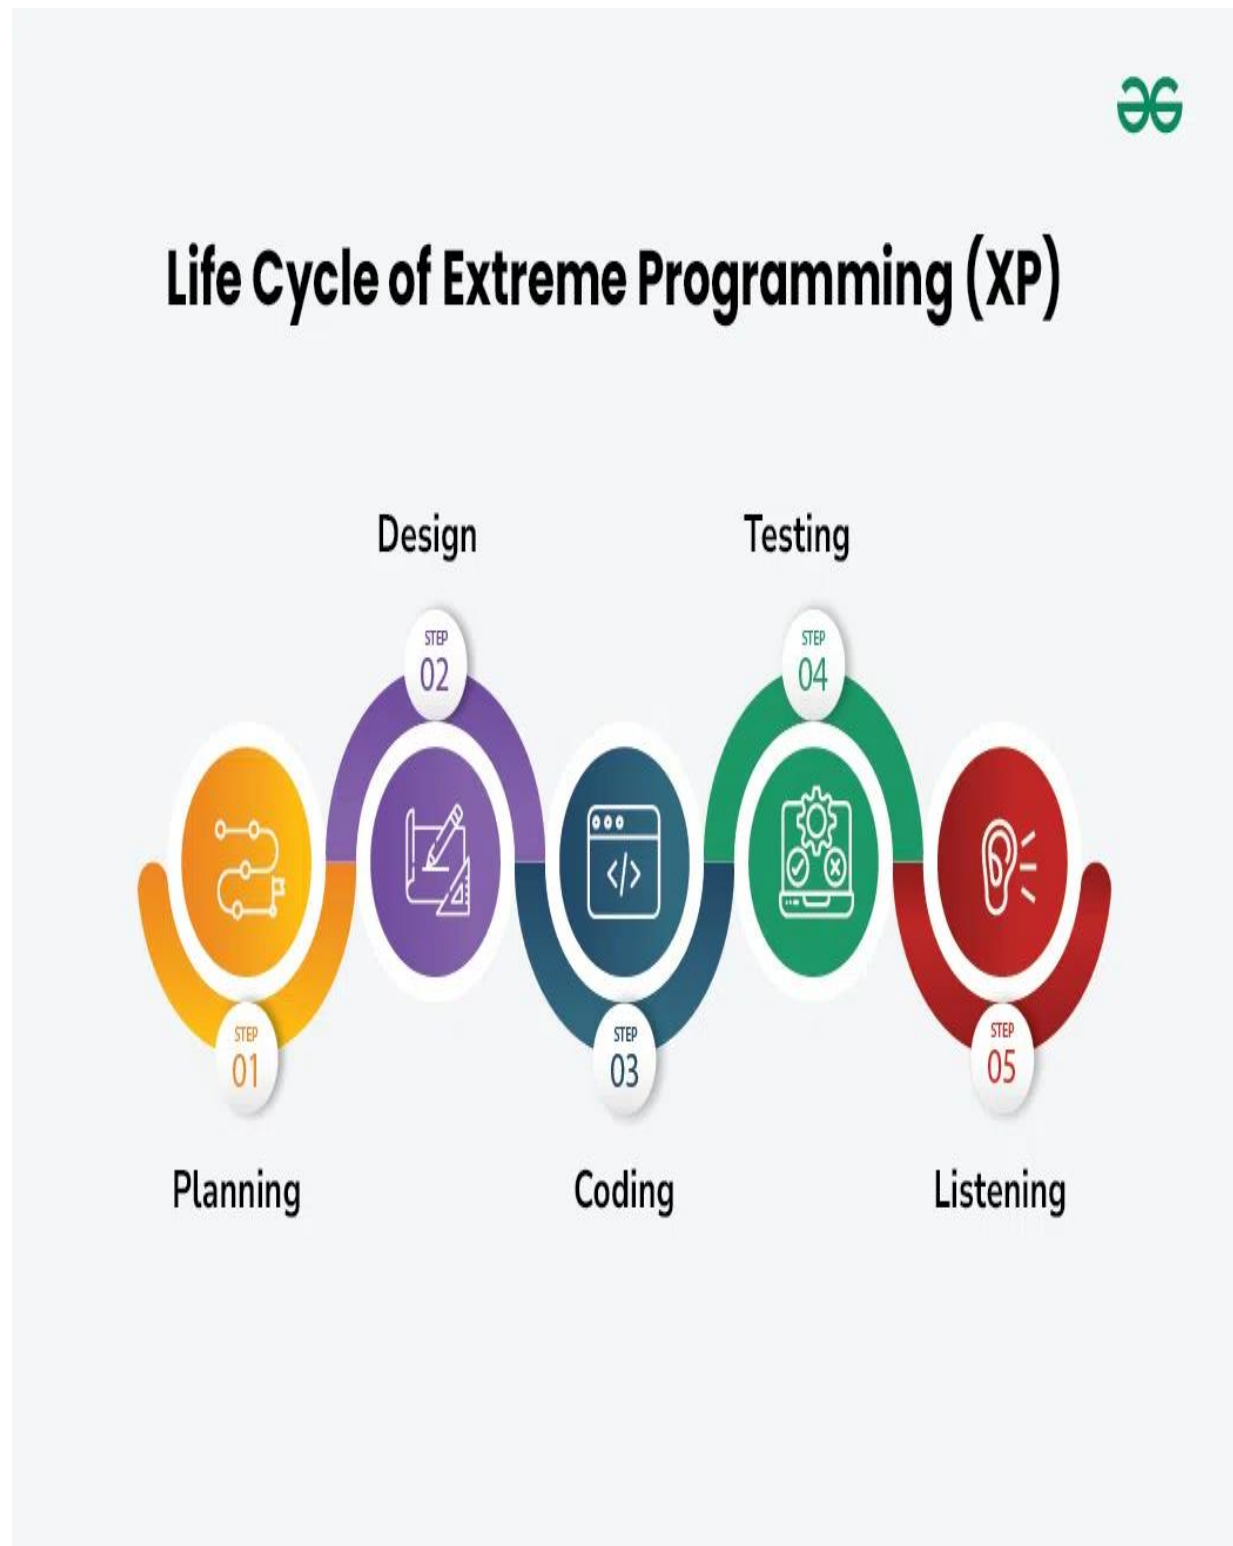 Life Cycle of Extreme Programming (XP)
Design
Testing
STEP
02
STEP
04
</>
STEP
01
STEP
03
STEP
05
Planning
Coding
Listening